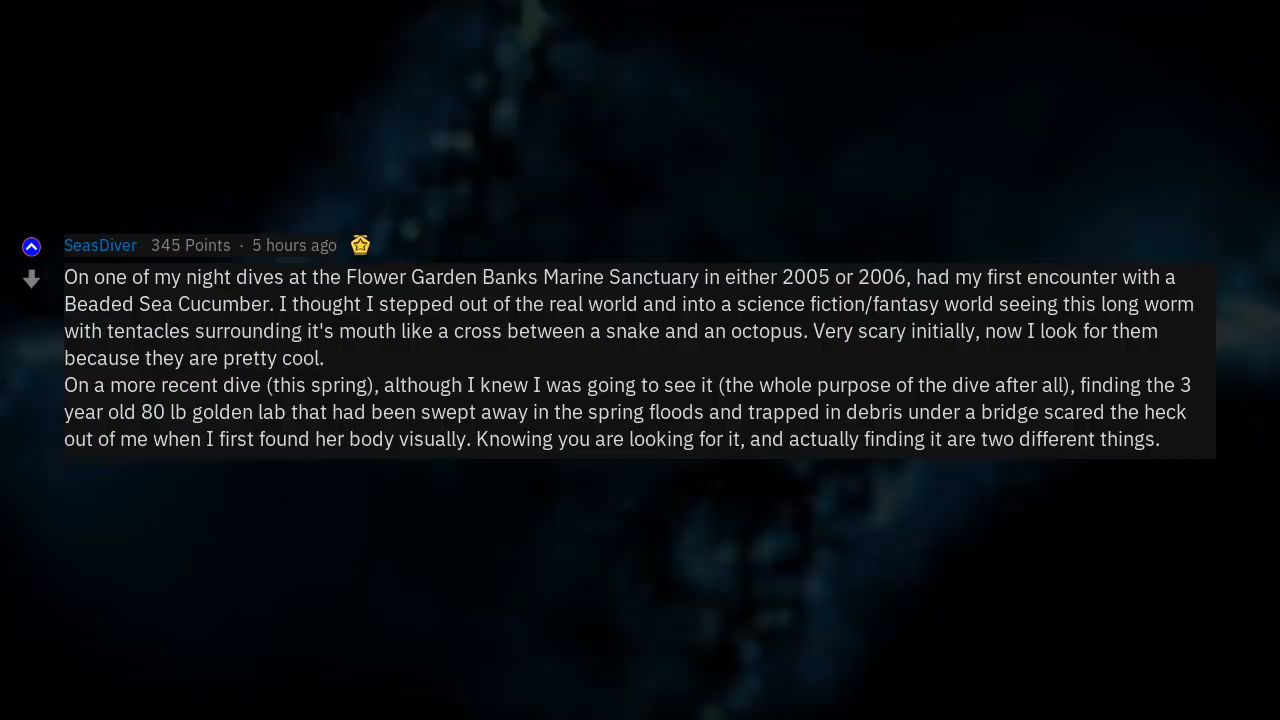 SeasDiver 345 Points · 5 hours ago
On one of my night dives at the Flower Garden Banks Marine Sanctuary in either 2005 or 2006, had my first encounter with a
Beaded Sea Cucumber. I thought I stepped out of the real world and into a science fiction/fantasy world seeing this long worm
with tentacles surrounding it's mouth like a cross between a snake and an octopus. Very scary initially, now I look for them
because they are pretty cool.
On a more recent dive (this spring), although I knew I was going to see it (the whole purpose of the dive after all), finding the 3
year old 80 lb golden lab that had been swept away in the spring floods and trapped in debris under a bridge scared the heck
out of me when I first found her body visually. Knowing you are looking for it, and actually finding it are two different things.